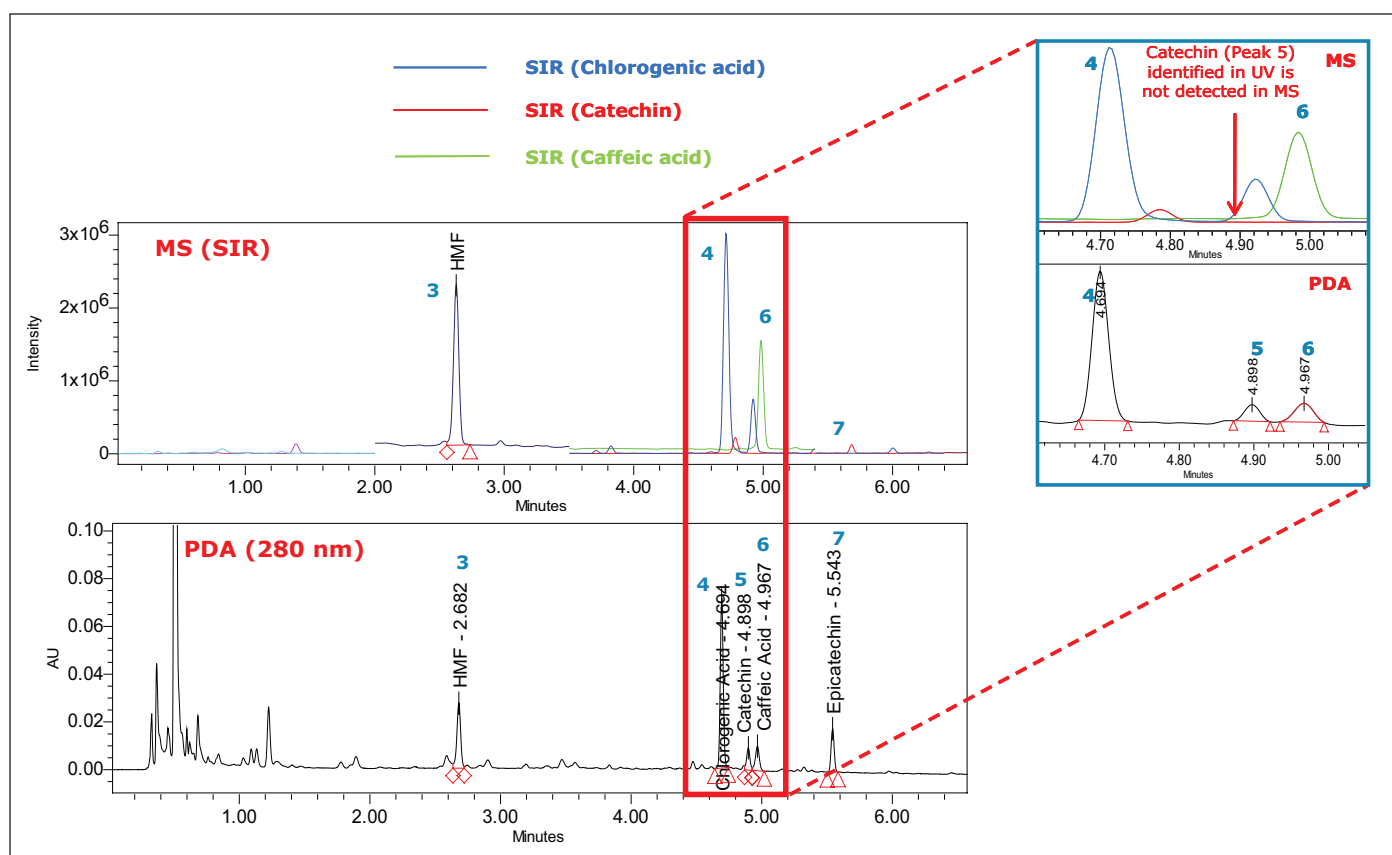 SIR (Chlorogenic acid)
SIR (Catechin)
SIR (Caffeic acid)
MS (SIR)
3
HMF
4
6
7
Intensity
3x10⁶
2x10⁶
1x10⁶
0
1.00 2.00 3.00 4.00 5.00 6.00
Minutes
PDA (280 nm)
3
HMF - 2.682
4
Chlorogenic Acid - 4.694
5
Catechin - 4.898
6
Caffeic Acid - 4.967
7
Epicatechin - 5.543
AU
0.10
0.08
0.06
0.04
0.02
0.00
1.00 2.00 3.00 4.00 5.00 6.00
Minutes
4
Catechin (Peak 5)
identified in UV is
not detected in MS
MS
6
4.70 4.80 4.90 5.00
Minutes
PDA
4
4.694
5
4.898
6
4.967
4.70 4.80 4.90 5.00
Minutes